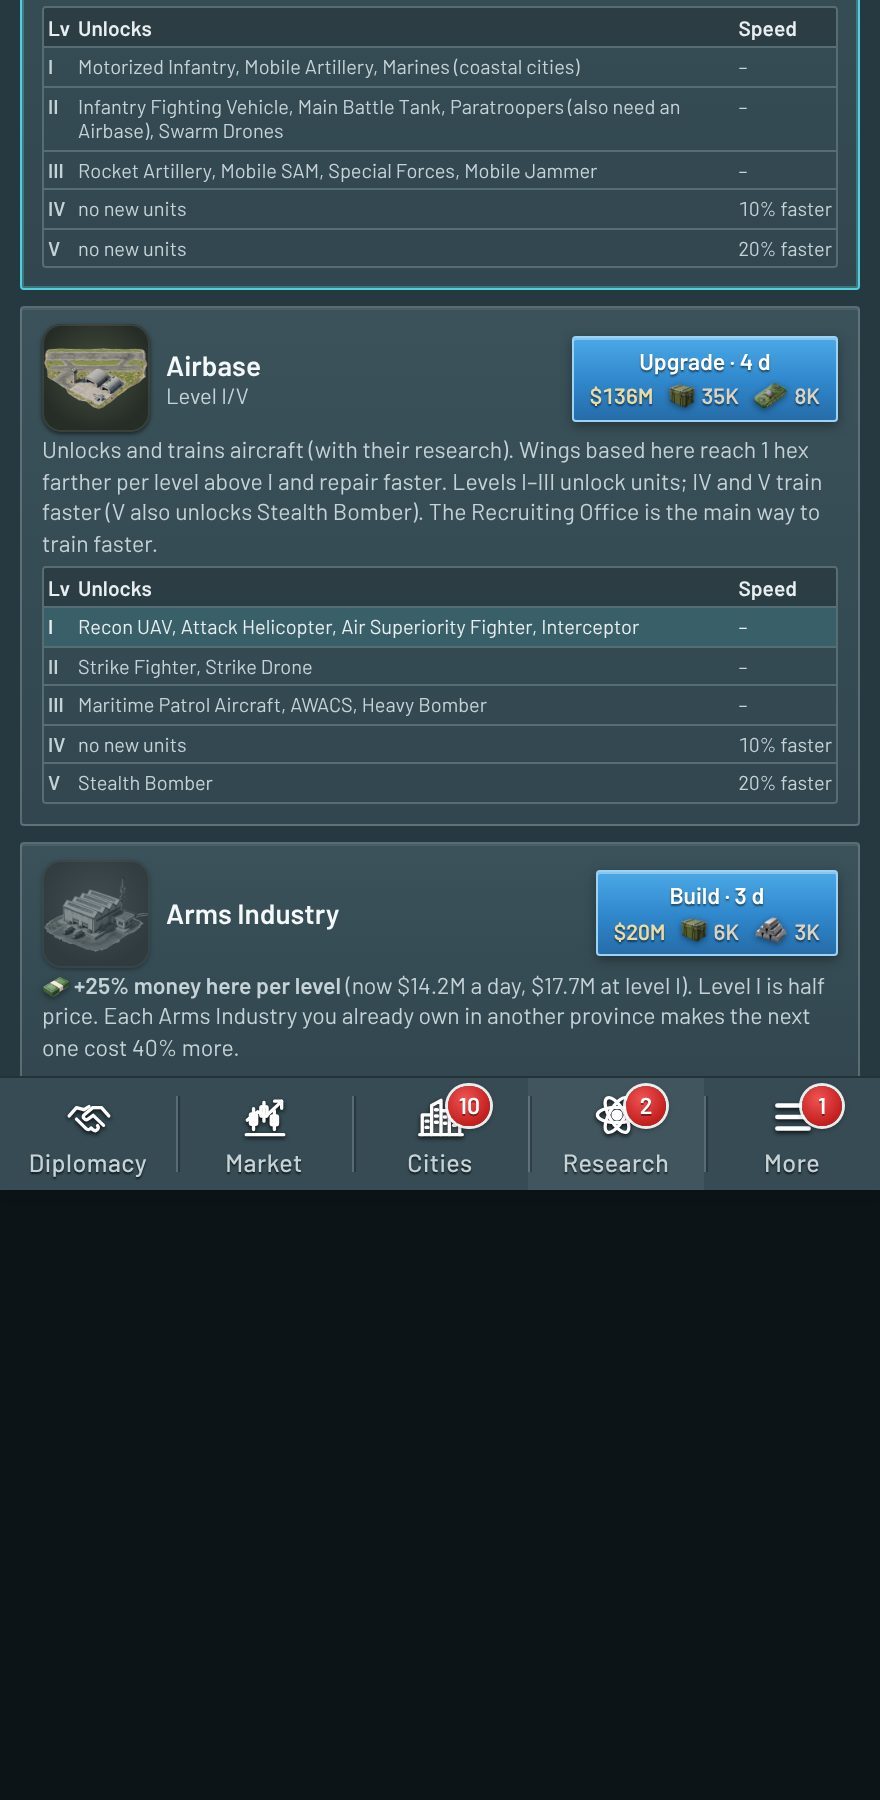 Lv Unlocks Speed
I Motorized Infantry, Mobile Artillery, Marines (coastal cities) –
II Infantry Fighting Vehicle, Main Battle Tank, Paratroopers (also need an –
Airbase), Swarm Drones
III Rocket Artillery, Mobile SAM, Special Forces, Mobile Jammer –
IV no new units 10% faster
V no new units 20% faster
Airbase
Level I/V
Upgrade · 4 d
$136M 35K 8K
Unlocks and trains aircraft (with their research). Wings based here reach 1 hex
farther per level above I and repair faster. Levels I–III unlock units; IV and V train
faster (V also unlocks Stealth Bomber). The Recruiting Office is the main way to
train faster.
Lv Unlocks Speed
I Recon UAV, Attack Helicopter, Air Superiority Fighter, Interceptor –
II Strike Fighter, Strike Drone –
III Maritime Patrol Aircraft, AWACS, Heavy Bomber –
IV no new units 10% faster
V Stealth Bomber 20% faster
Arms Industry
Build · 3 d
$20M 6K 3K
+25% money here per level (now $14.2M a day, $17.7M at level I). Level I is half
price. Each Arms Industry you already own in another province makes the next
one cost 40% more.
10 2 1
Diplomacy Market Cities Research More